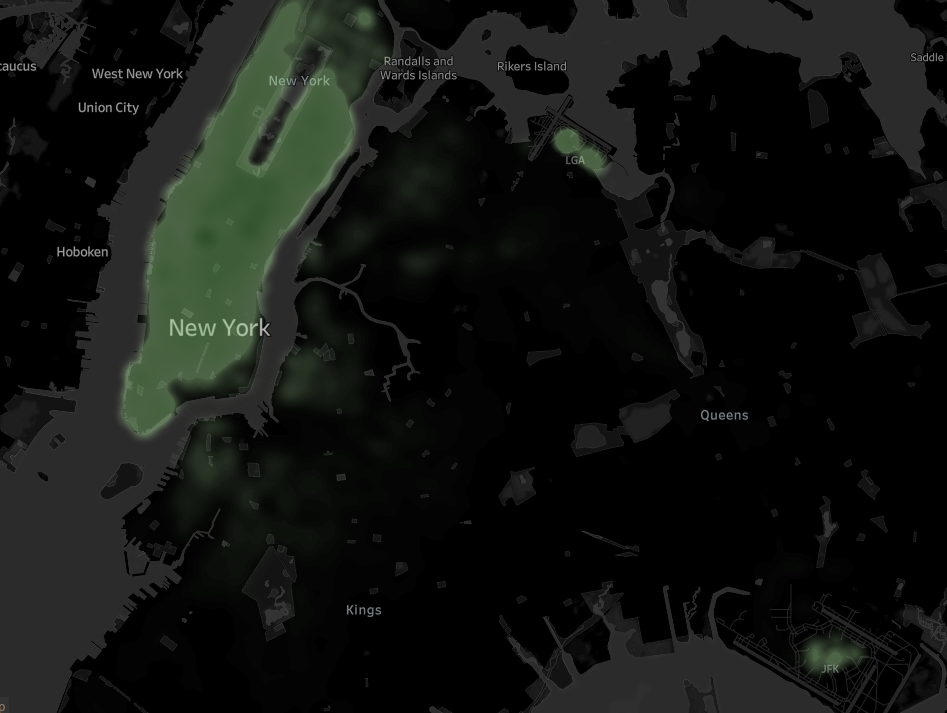 Saddle
Randalls and
Wards Islands
Rikers Island
caucus
West New York
New York
Union City
LGA
Hoboken
New York
Queens
Kings
JFK